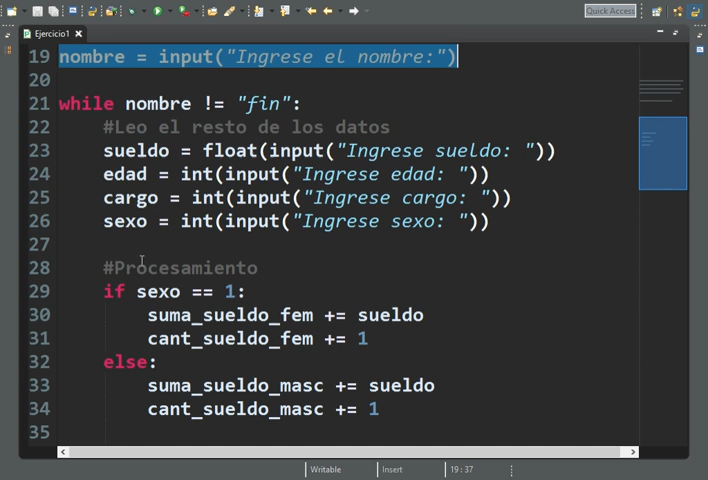 Quick Access
Ejercicio1
19 nombre = input("Ingrese el nombre:")
20
21 while nombre != "fin":
22 #Leo el resto de los datos
23 sueldo = float(input("Ingrese sueldo: "))
24 edad = int(input("Ingrese edad: "))
25 cargo = int(input("Ingrese cargo: "))
26 sexo = int(input("Ingrese sexo: "))
27
28 #Procesamiento
29 if sexo == 1:
30 suma_sueldo_fem += sueldo
31 cant_sueldo_fem += 1
32 else:
33 suma_sueldo_masc += sueldo
34 cant_sueldo_masc += 1
35
Writable Insert 19 : 37